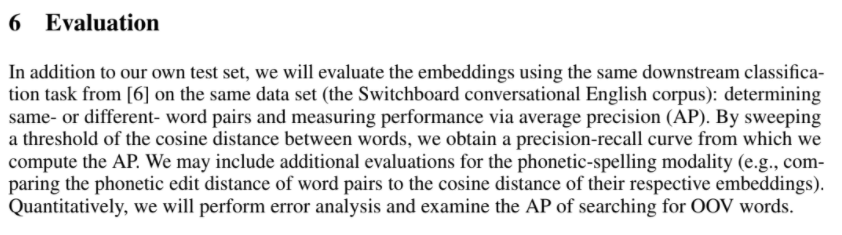 6 Evaluation
In addition to our own test set, we will evaluate the embeddings using the same downstream classifica-
tion task from [6] on the same data set (the Switchboard conversational English corpus): determining
same- or different- word pairs and measuring performance via average precision (AP). By sweeping
a threshold of the cosine distance between words, we obtain a precision-recall curve from which we
compute the AP. We may include additional evaluations for the phonetic-spelling modality (e.g., com-
paring the phonetic edit distance of word pairs to the cosine distance of their respective embeddings).
Quantitatively, we will perform error analysis and examine the AP of searching for OOV words.